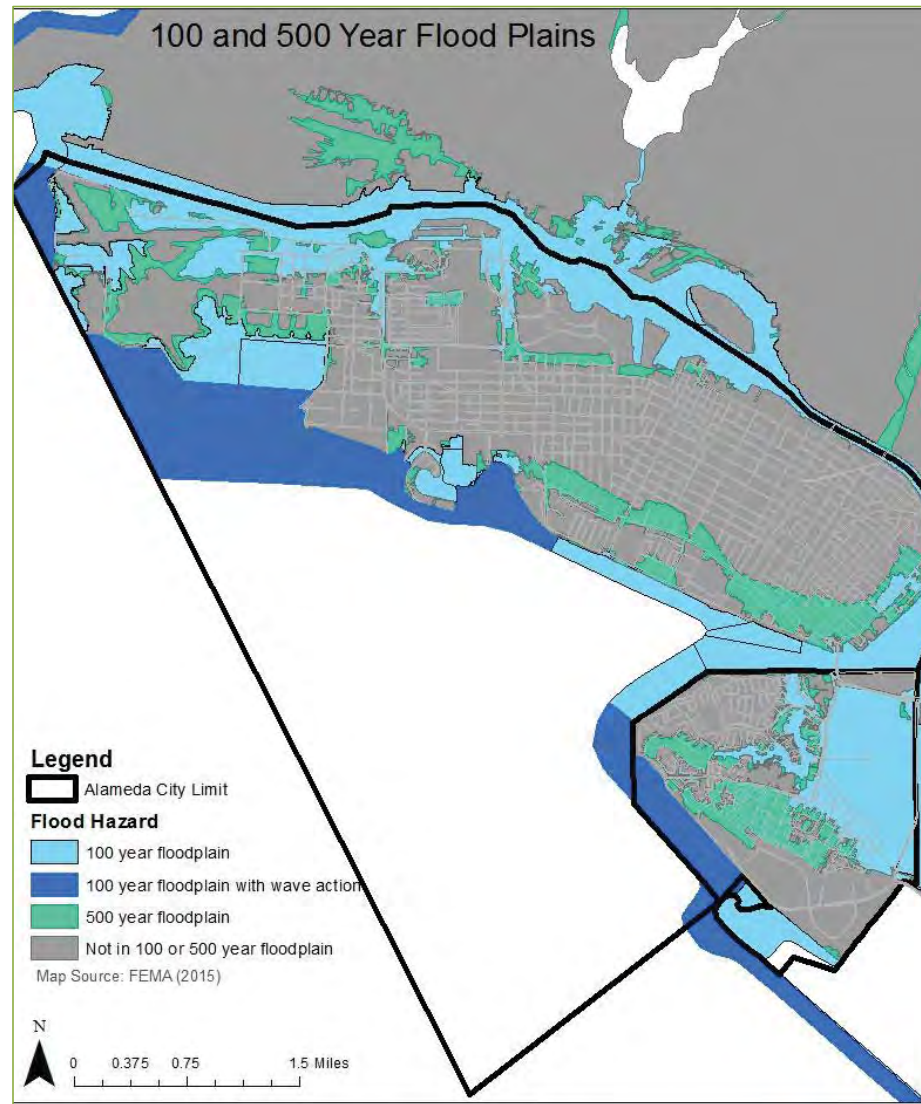 100 and 500 Year Flood Plains
Legend
Alameda City Limit
Flood Hazard
100 year floodplain
100 year floodplain with wave action
500 year floodplain
Not in 100 or 500 year floodplain
Map Source: FEMA (2015)
N
0 0.375 0.75 1.5 Miles